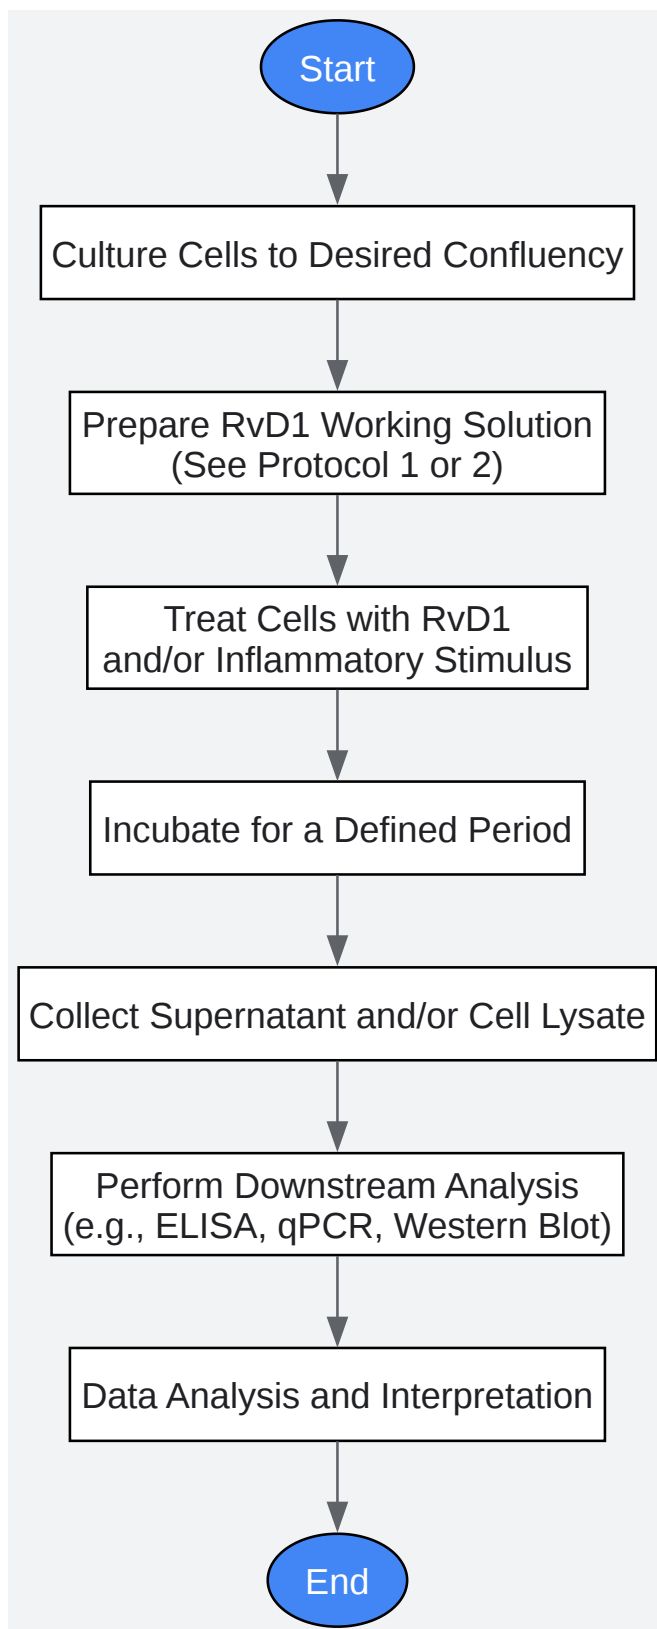 Start
Culture Cells to Desired Confluency
Prepare RvD1 Working Solution
(See Protocol 1 or 2)
Treat Cells with RvD1
and/or Inflammatory Stimulus
Incubate for a Defined Period
Collect Supernatant and/or Cell Lysate
Perform Downstream Analysis
(e.g., ELISA, qPCR, Western Blot)
Data Analysis and Interpretation
End